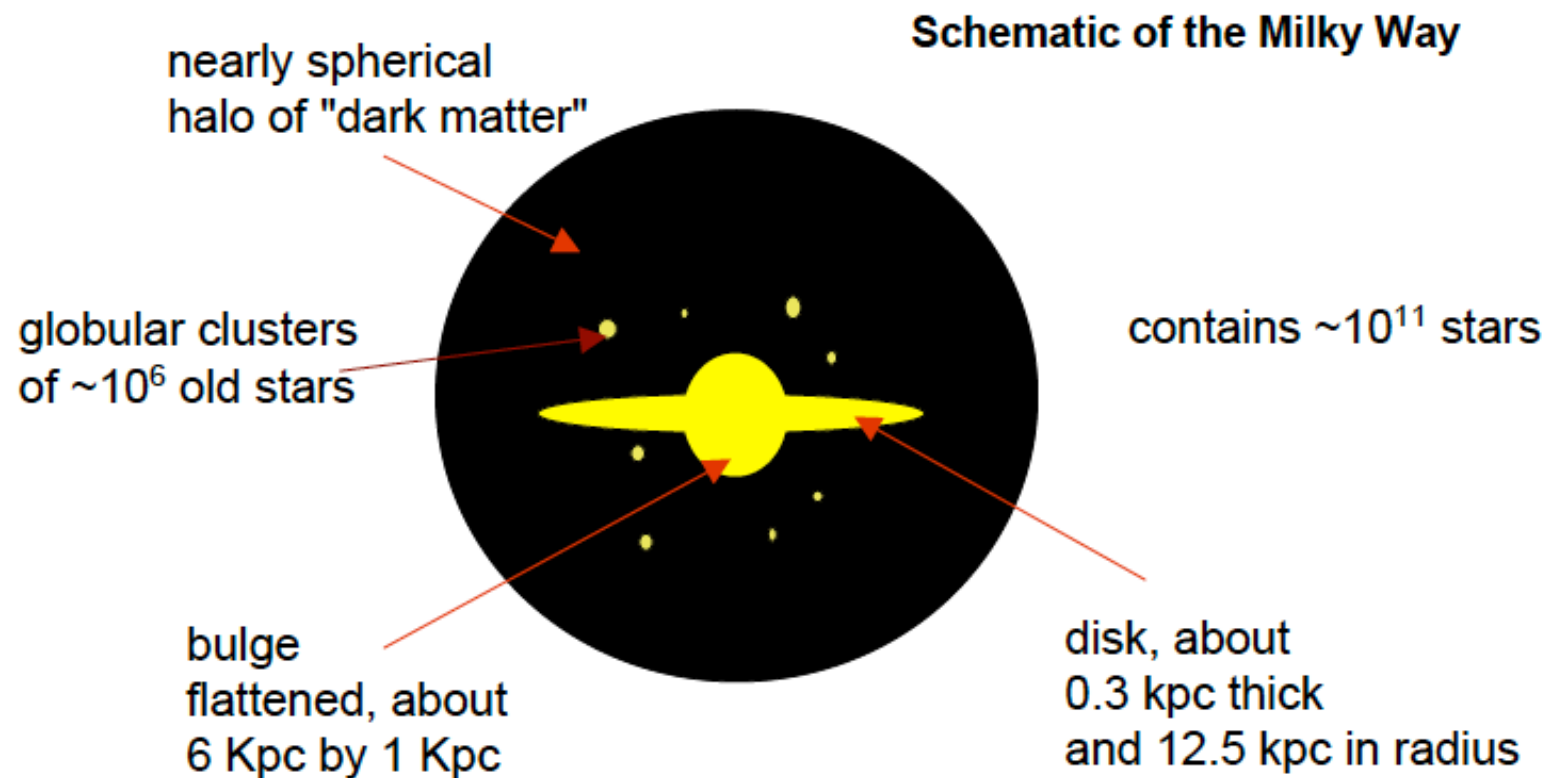 Schematic of the Milky Way
nearly spherical
halo of "dark matter"
globular clusters
of ~10⁶ old stars
contains ~10¹¹ stars
bulge
flattened, about
6 Kpc by 1 Kpc
disk, about
0.3 kpc thick
and 12.5 kpc in radius